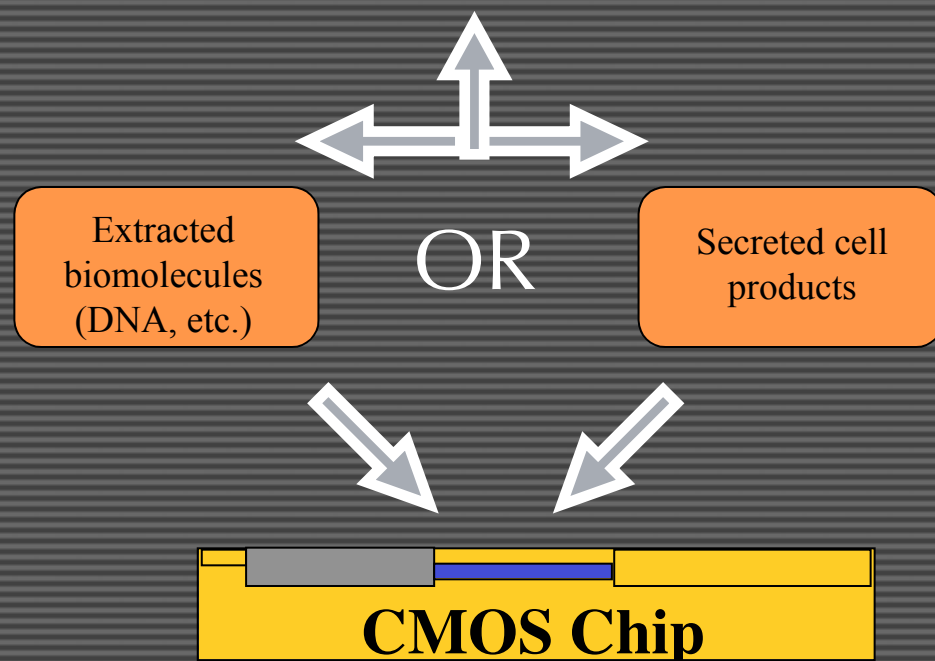 Extracted
biomolecules
(DNA, etc.)
OR
Secreted cell
products
CMOS Chip